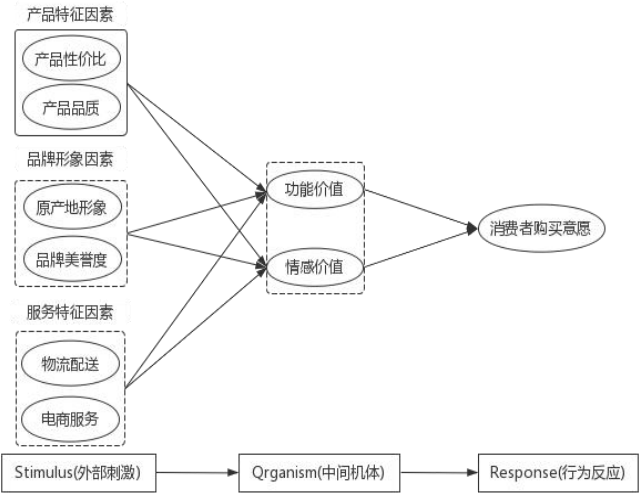 产品特征因素
产品性价比
产品品质
品牌形象因素
原产地形象
品牌美誉度
服务特征因素
物流配送
电商服务
功能价值
情感价值
消费者购买意愿
Stimulus(外部刺激)
Qrganism(中间机体)
Response(行为反应)